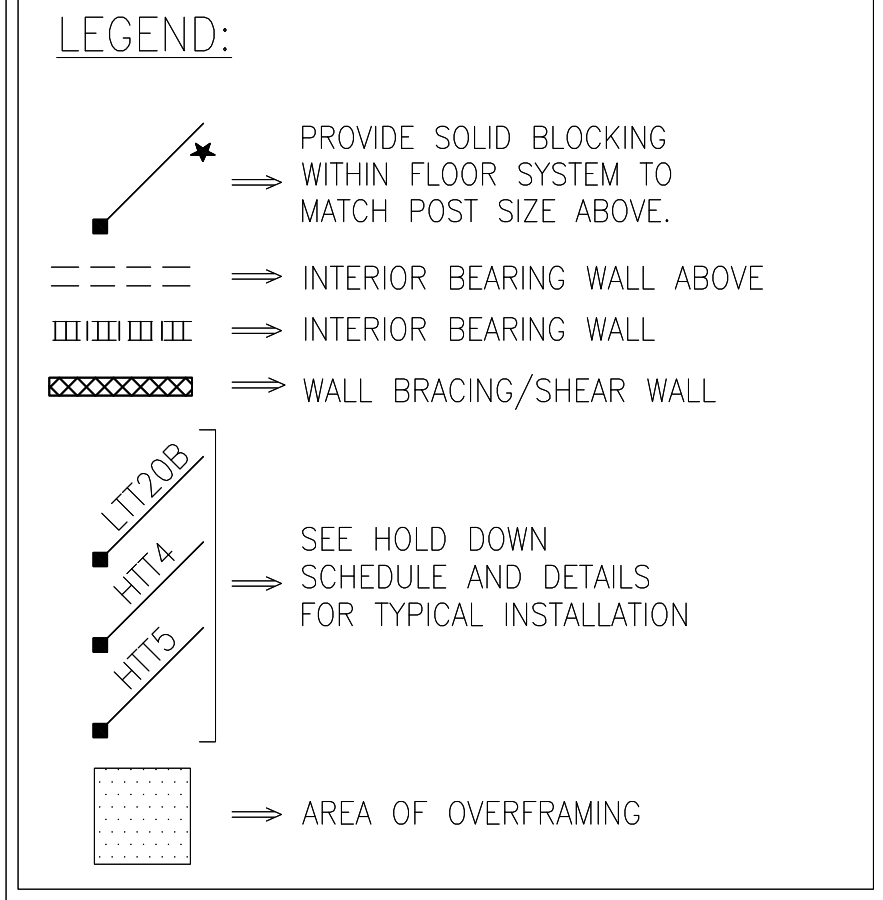 LEGEND:
PROVIDE SOLID BLOCKING
WITHIN FLOOR SYSTEM TO
MATCH POST SIZE ABOVE.
INTERIOR BEARING WALL ABOVE
INTERIOR BEARING WALL
WALL BRACING/SHEAR WALL
LTT20B
HTT4
HTT5
SEE HOLD DOWN
SCHEDULE AND DETAILS
FOR TYPICAL INSTALLATION
AREA OF OVERFRAMING